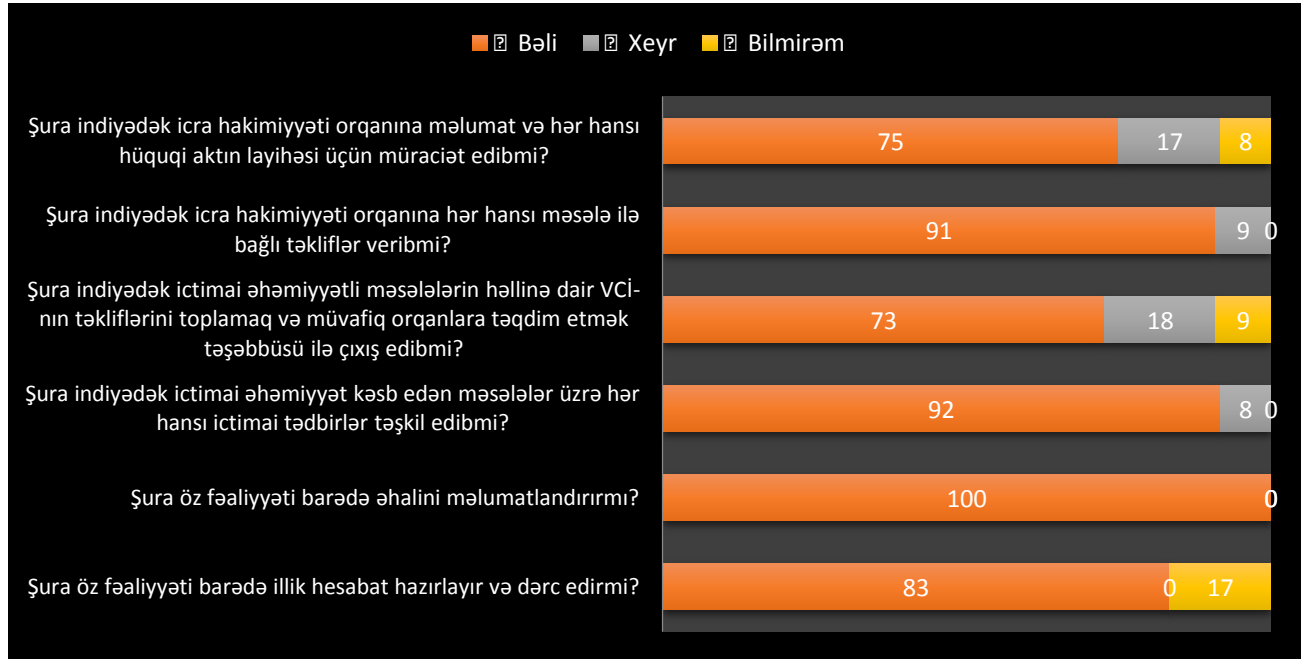 Bəli Xeyr Bilmirəm
Şura indiyədək icra hakimiyyəti orqanına məlumat və hər hansı
hüquqi aktın layihəsi üçün müraciət edibmi?
75 17 8
Şura indiyədək icra hakimiyyəti orqanına hər hansı məsələ ilə
bağlı təkliflər veribmi?
91 9 0
Şura indiyədək ictimai əhəmiyyətli məsələlərin həllinə dair VCİ-
nın təkliflərini toplamaq və müvafiq orqanlara təqdim etmək
təşəbbüsü ilə çıxış edibmi?
73 18 9
Şura indiyədək ictimai əhəmiyyət kəsb edən məsələlər üzrə hər
hansı ictimai tədbirlər təşkil edibmi?
92 8 0
Şura öz fəaliyyəti barədə əhalini məlumatlandırırmı?
100 0
Şura öz fəaliyyəti barədə illik hesabat hazırlayır və dərc edirmi?
83 0 17